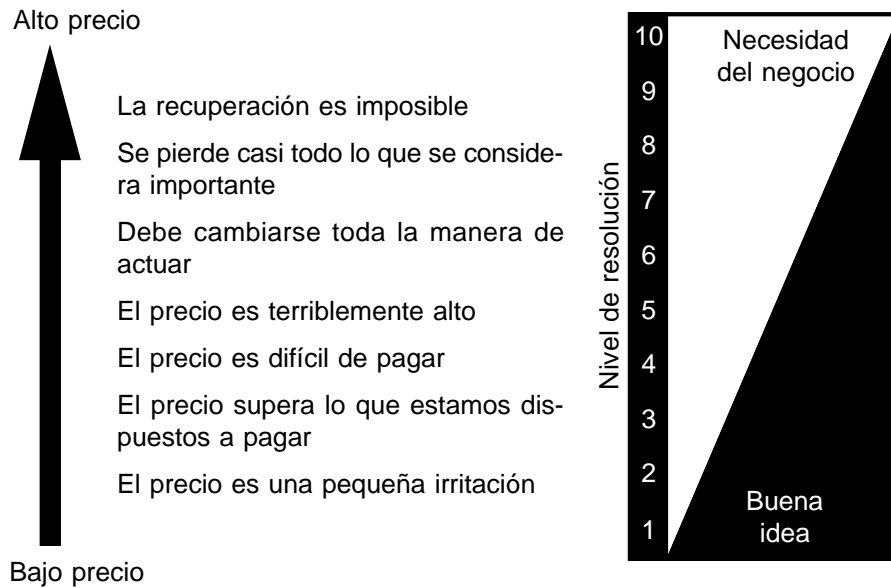 Alto precio
La recuperación es imposible
Se pierde casi todo lo que se conside-
ra importante
Debe cambiarse toda la manera de
actuar
El precio es terriblemente alto
El precio es difícil de pagar
El precio supera lo que estamos dis-
puestos a pagar
El precio es una pequeña irritación
Bajo precio
Nivel de resolución
10
9
8
7
6
5
4
3
2
1
Necesidad
del negocio
Buena
idea